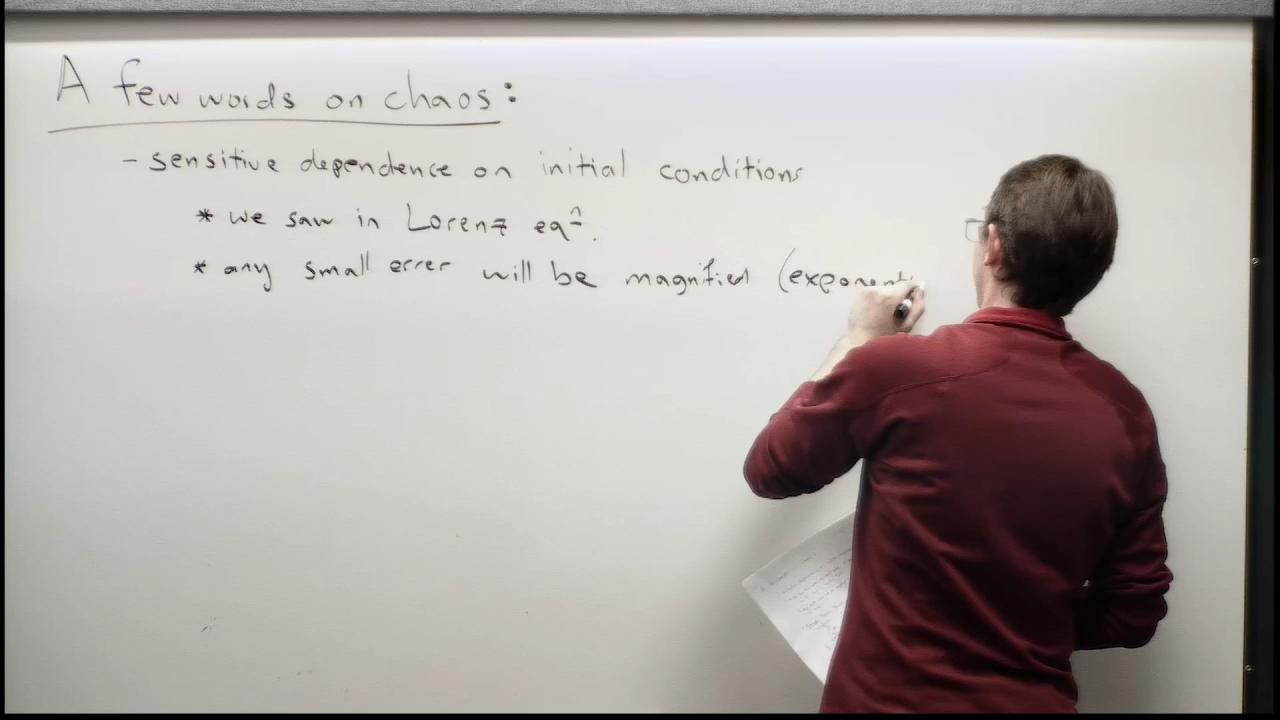 A few words on chaos:
- sensitive dependence on initial conditions
* we saw in Lorenz eqn.
* any small error will be magnified (exponenti